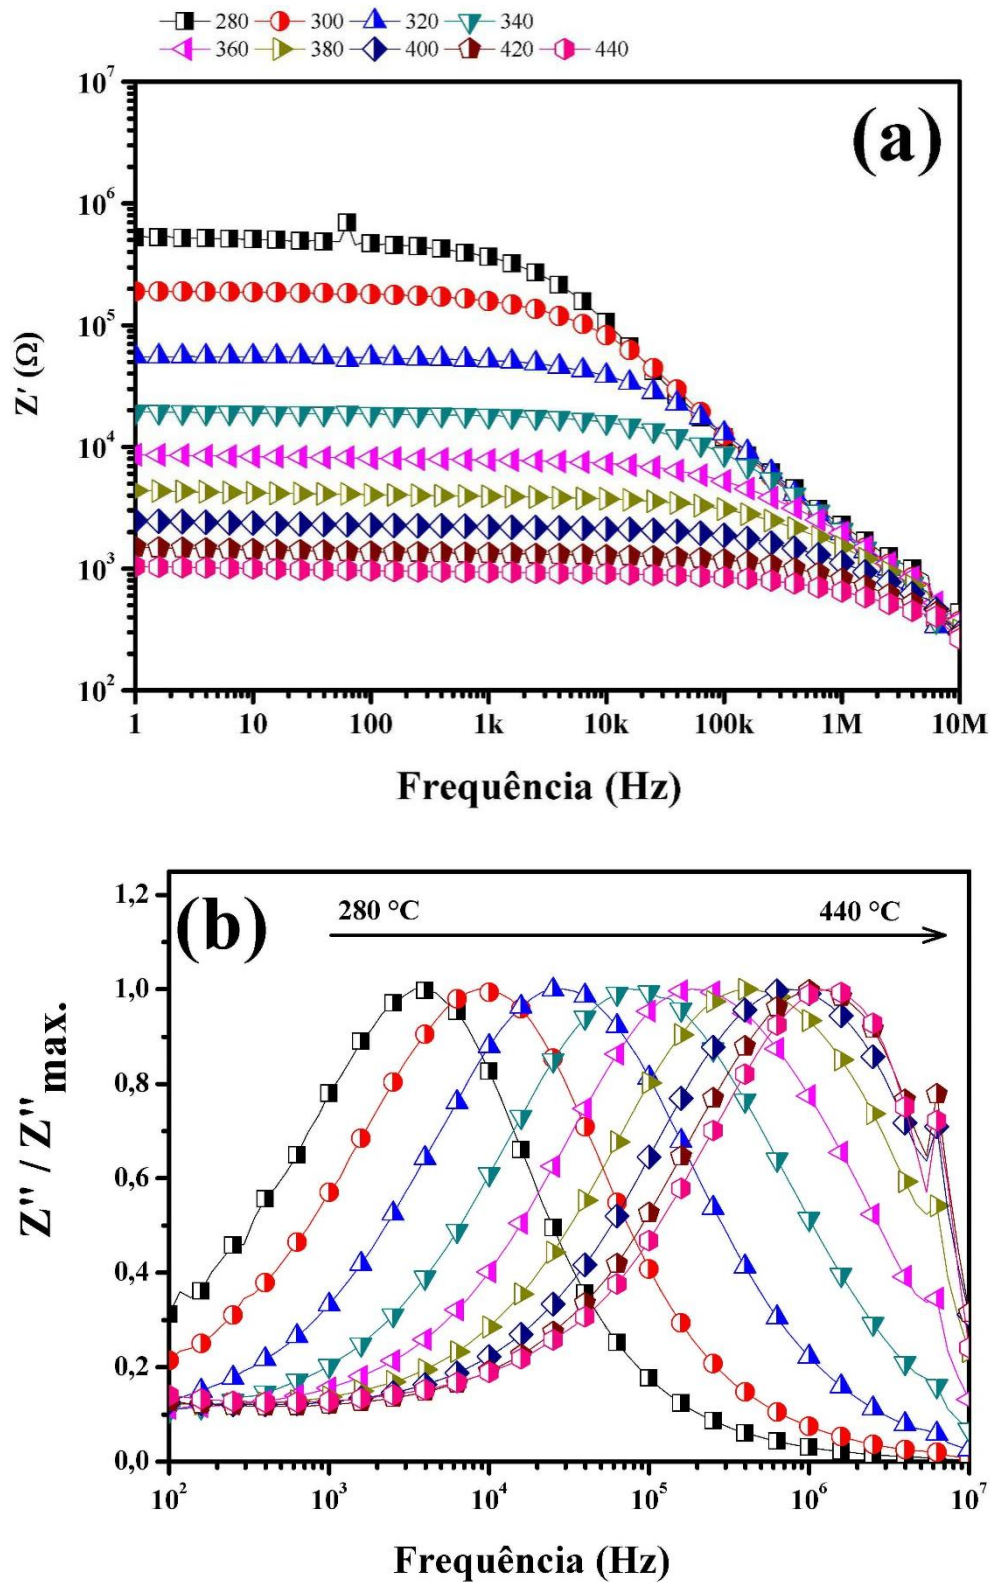 280 300 320 340
360 380 400 420 440
(a)
10⁷
10⁶
10⁵
10⁴
10³
10²
Z' (Ω)
1 10 100 1k 10k 100k 1M 10M
Frequência (Hz)
(b)
280 °C 440 °C
1,2
1,0
0,8
0,6
0,4
0,2
0,0
Z'' / Z'' max.
10² 10³ 10⁴ 10⁵ 10⁶ 10⁷
Frequência (Hz)